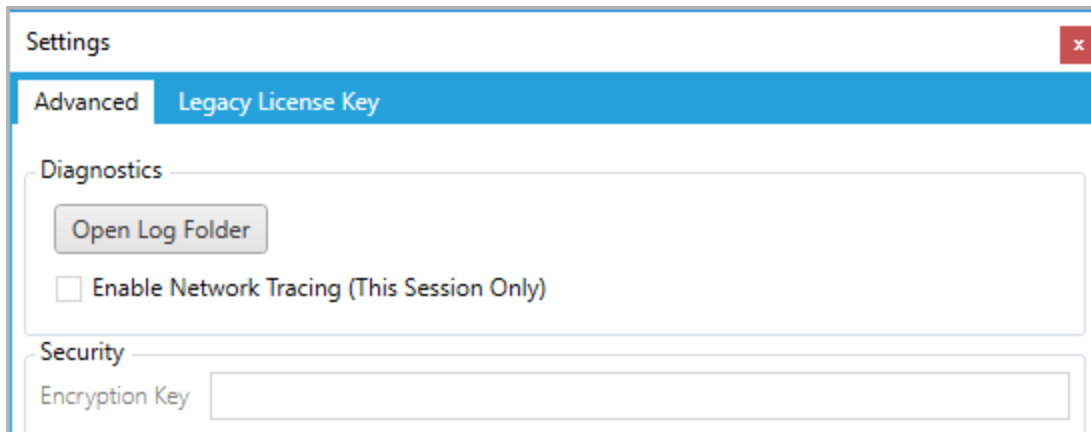 Settings
x
Advanced Legacy License Key
Diagnostics
Open Log Folder
Enable Network Tracing (This Session Only)
Security
Encryption Key